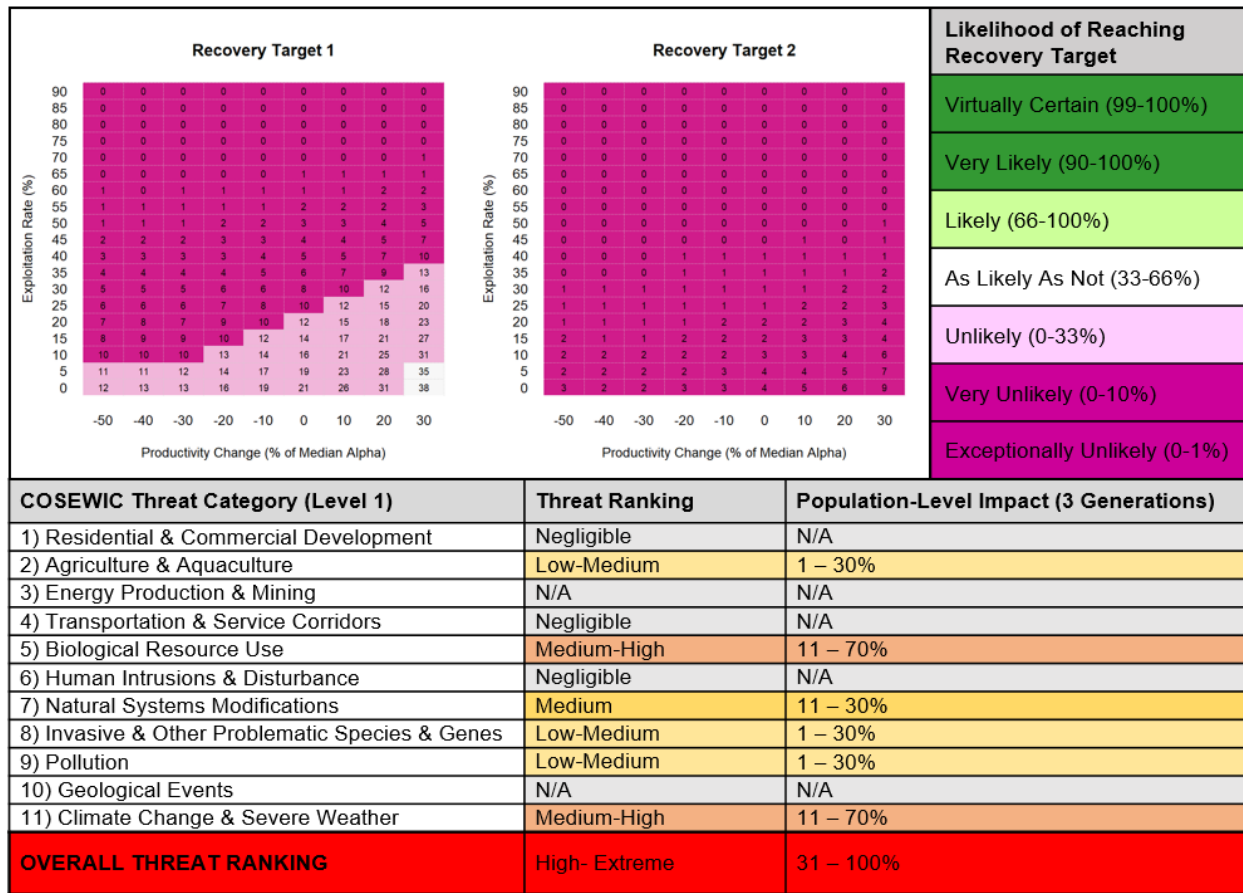 Recovery Target 1
Exploitation Rate (%)
90 0 0 0 0 0 0 0 0 0
85 0 0 0 0 0 0 0 0 0
80 0 0 0 0 0 0 0 0 0
75 0 0 0 0 0 0 0 0 0
70 0 0 0 0 0 0 0 0 1
65 0 0 0 0 0 1 1 1 1
60 1 0 1 1 1 1 1 2 2
55 1 1 1 1 1 2 2 2 3
50 1 1 1 2 2 3 3 4 5
45 2 2 2 3 3 4 4 5 7
40 3 3 3 3 4 5 5 7 10
35 4 4 4 4 5 6 7 9 13
30 5 5 5 6 6 8 10 12 16
25 6 6 6 7 8 10 12 15 20
20 7 8 7 9 10 12 15 18 23
15 8 9 9 10 12 14 17 21 27
10 10 10 10 13 14 16 21 25 31
5 11 11 12 14 17 19 23 28 35
0 12 13 13 16 19 21 26 31 38
-50 -40 -30 -20 -10 0 10 20 30
Productivity Change (% of Median Alpha)
Recovery Target 2
Exploitation Rate (%)
90 0 0 0 0 0 0 0 0 0
85 0 0 0 0 0 0 0 0 0
80 0 0 0 0 0 0 0 0 0
75 0 0 0 0 0 0 0 0 0
70 0 0 0 0 0 0 0 0 0
65 0 0 0 0 0 0 0 0 0
60 0 0 0 0 0 0 0 0 0
55 0 0 0 0 0 0 0 0 0
50 0 0 0 0 0 0 0 0 1
45 0 0 0 0 0 0 1 0 1
40 0 0 0 1 1 1 1 1 1
35 0 0 0 1 1 1 1 1 2
30 1 1 1 1 1 1 1 2 2
25 1 1 1 1 1 1 2 2 3
20 1 1 1 1 2 2 2 3 4
15 2 1 1 2 2 2 3 3 4
10 2 2 2 2 2 3 3 4 6
5 2 2 2 2 3 4 4 5 7
0 3 2 2 3 3 4 5 6 9
-50 -40 -30 -20 -10 0 10 20 30
Productivity Change (% of Median Alpha)
Likelihood of Reaching
Recovery Target
Virtually Certain (99-100%)
Very Likely (90-100%)
Likely (66-100%)
As Likely As Not (33-66%)
Unlikely (0-33%)
Very Unlikely (0-10%)
Exceptionally Unlikely (0-1%)
COSEWIC Threat Category (Level 1) Threat Ranking Population-Level Impact (3 Generations)
1) Residential & Commercial Development Negligible N/A
2) Agriculture & Aquaculture Low-Medium 1 – 30%
3) Energy Production & Mining N/A N/A
4) Transportation & Service Corridors Negligible N/A
5) Biological Resource Use Medium-High 11 – 70%
6) Human Intrusions & Disturbance Negligible N/A
7) Natural Systems Modifications Medium 11 – 30%
8) Invasive & Other Problematic Species & Genes Low-Medium 1 – 30%
9) Pollution Low-Medium 1 – 30%
10) Geological Events N/A N/A
11) Climate Change & Severe Weather Medium-High 11 – 70%
OVERALL THREAT RANKING High- Extreme 31 – 100%